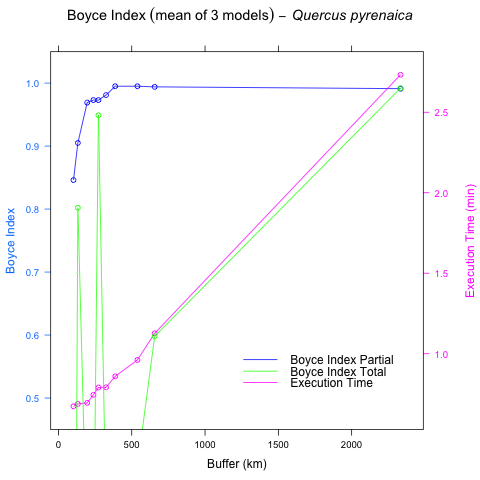 Boyce Index (mean of 3 models) – Quercus pyrenaica
1.0
0.9
0.8
0.7
0.6
0.5
Boyce Index
2.5
2.0
1.5
1.0
Execution Time (min)
Boyce Index Partial
Boyce Index Total
Execution Time
0 500 1000 1500 2000
Buffer (km)